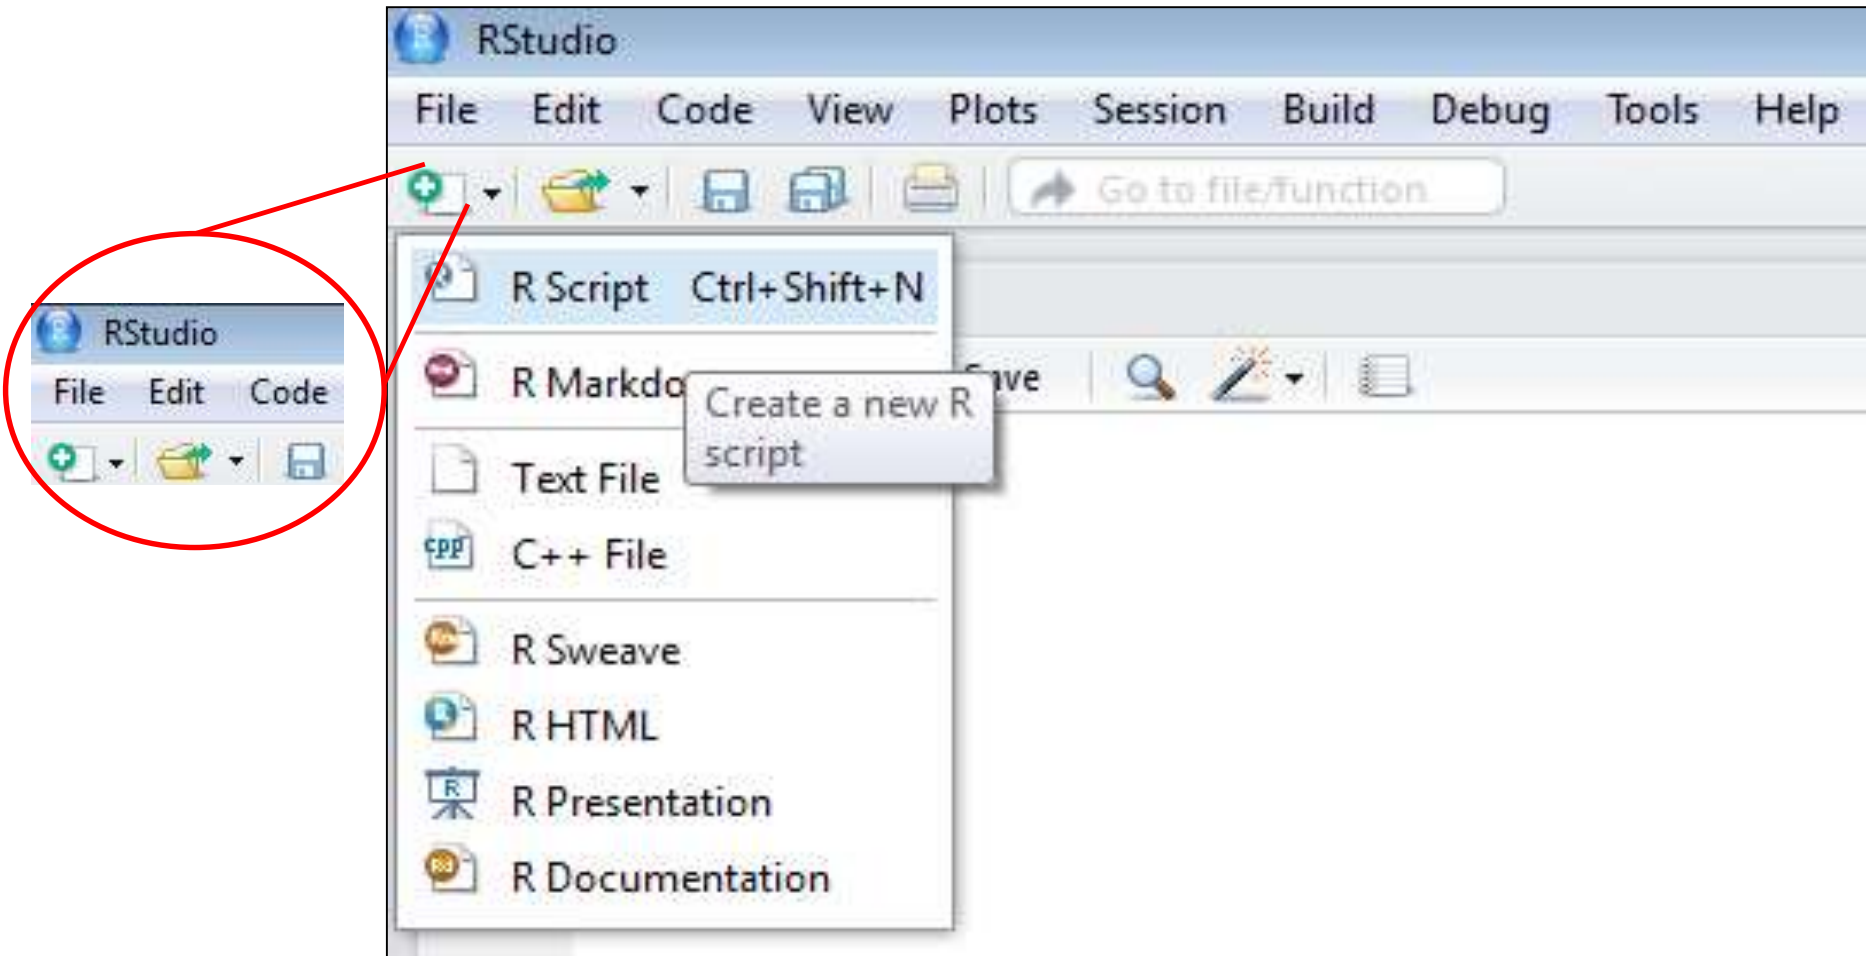 RStudio
File Edit Code View Plots Session Build Debug Tools Help
Go to file/function
R Script Ctrl+Shift+N
R Markdo
Create a new R
script
Text File
C++ File
R Sweave
R HTML
R Presentation
R Documentation
RStudio
File Edit Code